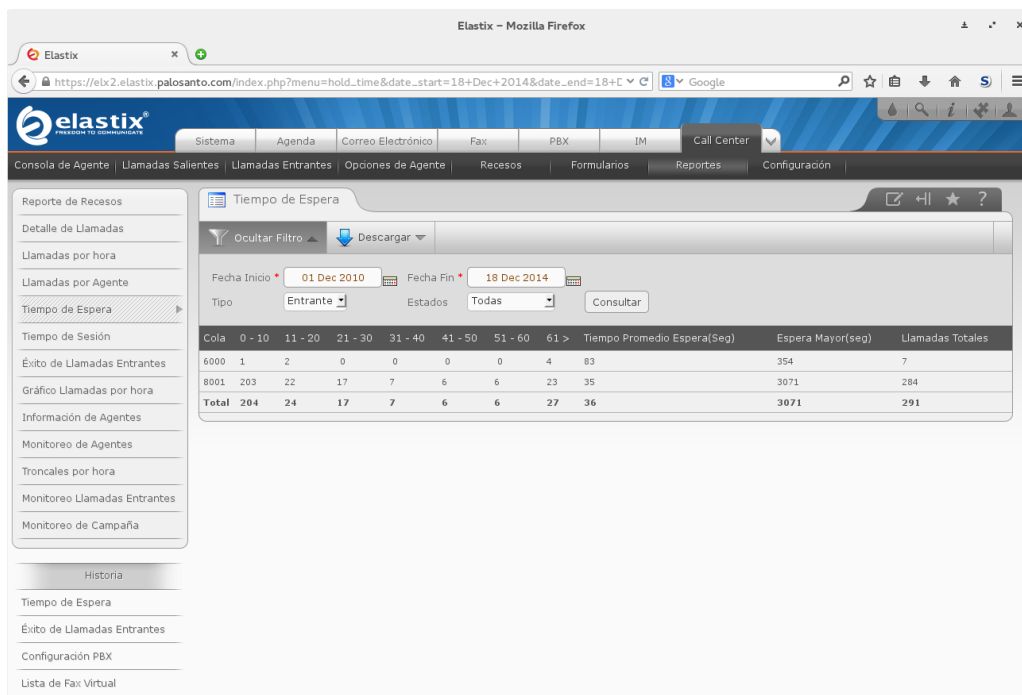 Elastix - Mozilla Firefox
Elastix
https://elx2.elastix.palosanto.com/index.php?menu=hold_time&date_start=18+Dec+2014&date_end=18+D
Google
elastix®
FREEDOM TO COMMUNICATE
Sistema Agenda Correo Electrónico Fax PBX IM Call Center
Consola de Agente Llamadas Salientes Llamadas Entrantes Opciones de Agente Recesos Formularios Reportes Configuración
Reporte de Recesos
Detalle de Llamadas
Llamadas por hora
Llamadas por Agente
Tiempo de Espera
Tiempo de Sesión
Éxito de Llamadas Entrantes
Gráfico Llamadas por hora
Información de Agentes
Monitoreo de Agentes
Troncales por hora
Monitoreo Llamadas Entrantes
Monitoreo de Campaña
Historia
Tiempo de Espera
Éxito de Llamadas Entrantes
Configuración PBX
Lista de Fax Virtual
Tiempo de Espera
Ocultar Filtro Descargar
Fecha Inicio * 01 Dec 2010 Fecha Fin * 18 Dec 2014
Tipo Entrante Estados Todas Consultar
Cola 0 - 10 11 - 20 21 - 30 31 - 40 41 - 50 51 - 60 61 > Tiempo Promedio Espera(Seg) Espera Mayor(seg) Llamadas Totales
6000 1 2 0 0 0 0 4 83 354 7
8001 203 22 17 7 6 6 23 35 3071 284
Total 204 24 17 7 6 6 27 36 3071 291